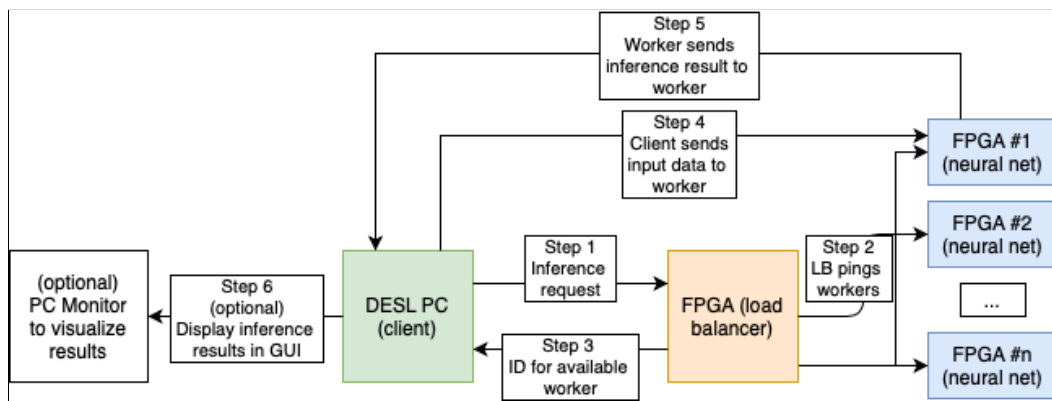 Step 5
Worker sends
inference result to
worker
Step 4
Client sends
input data to
worker
FPGA #1
(neural net)
FPGA #2
(neural net)
...
FPGA #n
(neural net)
Step 1
Inference
request
Step 2
LB pings
workers
(optional)
PC Monitor
to visualize
results
Step 6
(optional)
Display inference
results in GUI
DESL PC
(client)
FPGA (load
balancer)
Step 3
ID for available
worker